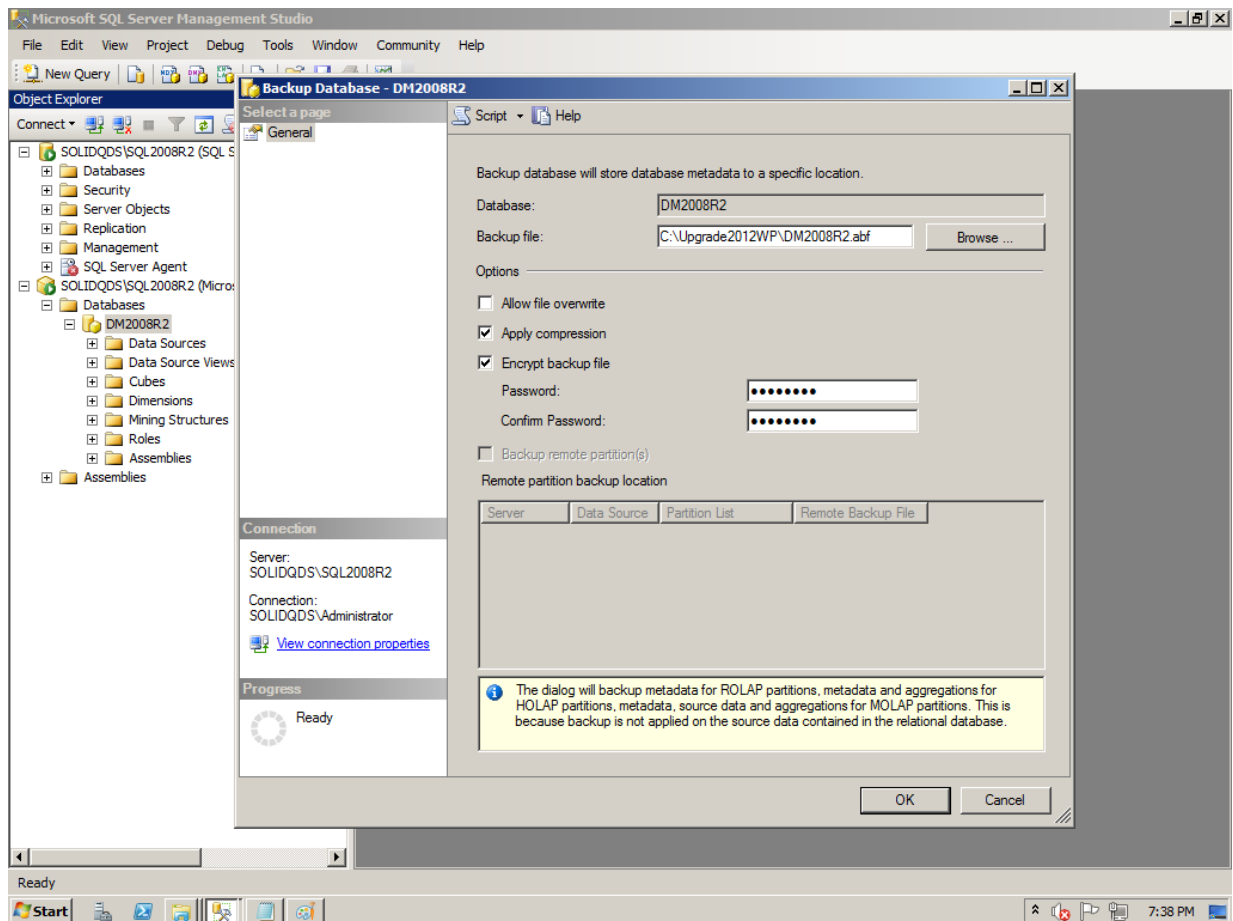 Microsoft SQL Server Management Studio
File Edit View Project Debug Tools Window Community Help
New Query
Object Explorer
Connect
SOLIDQDS\SQL2008R2 (SQL S
Databases
Security
Server Objects
Replication
Management
SQL Server Agent
SOLIDQDS\SQL2008R2 (Micro
Databases
DM2008R2
Data Sources
Data Source Views
Cubes
Dimensions
Mining Structures
Roles
Assemblies
Assemblies
Backup Database - DM2008R2
Select a page
General
Script Help
Backup database will store database metadata to a specific location.
Database: DM2008R2
Backup file: C:\Upgrade2012WP\DM2008R2.abf Browse ...
Options
Allow file overwrite
Apply compression
Encrypt backup file
Password: ••••••••
Confirm Password: ••••••••
Backup remote partition(s)
Remote partition backup location
Server Data Source Partition List Remote Backup File
Connection
Server:
SOLIDQDS\SQL2008R2
Connection:
SOLIDQDS\Administrator
View connection properties
Progress
Ready
The dialog will backup metadata for ROLAP partitions, metadata and aggregations for
HOLAP partitions, metadata, source data and aggregations for MOLAP partitions. This is
because backup is not applied on the source data contained in the relational database.
OK Cancel
Ready
Start 7:38 PM